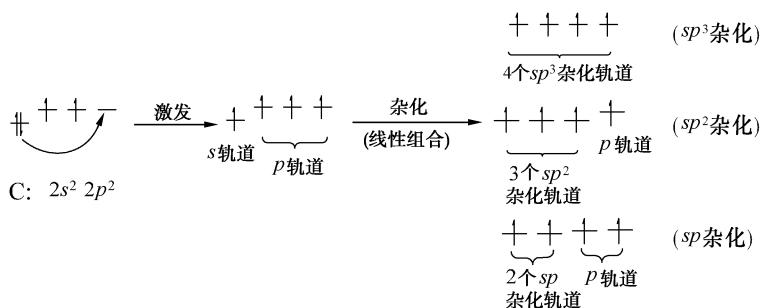 (sp³杂化)
4个sp³杂化轨道
激发
杂化
(线性组合)
s轨道
p轨道
p轨道
(sp²杂化)
3个sp²
杂化轨道
C: 2s² 2p²
(sp杂化)
2个sp
杂化轨道
p轨道